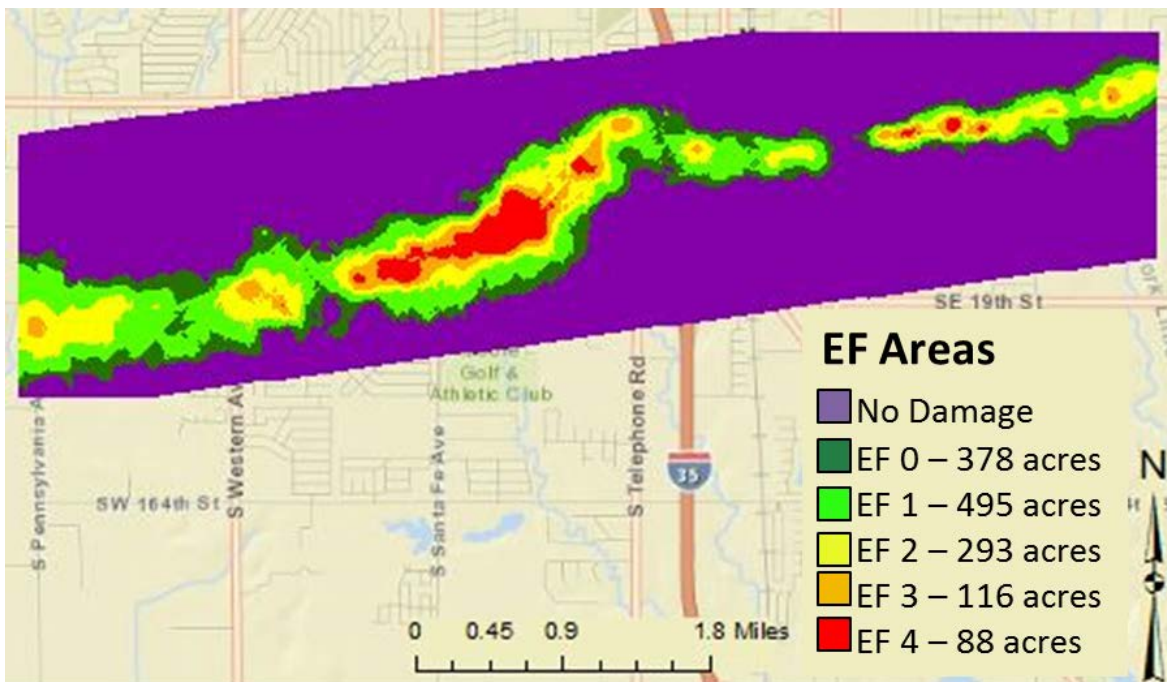 SE 19th St
Golf &
Athletic Club
S Pennsylvania
S Western Av
S Santa Fe Ave
S Telephone Rd
35
SW 164th St
0 0.45 0.9 1.8 Miles
EF Areas
No Damage
EF 0 – 378 acres
EF 1 – 495 acres
EF 2 – 293 acres
EF 3 – 116 acres
EF 4 – 88 acres
N